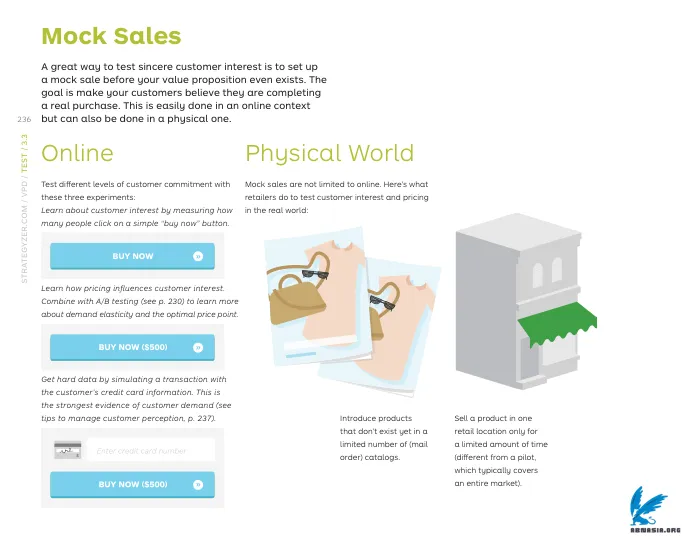 Mock Sales
A great way to test sincere customer interest is to set up
a mock sale before your value proposition even exists. The
goal is make your customers believe they are completing
a real purchase. This is easily done in an online context
but can also be done in a physical one.
236
STRATEGYZER.COM / VPD / TEST / 3.3
Online
Test different levels of customer commitment with
these three experiments:
Learn about customer interest by measuring how
many people click on a simple “buy now” button.
BUY NOW
Learn how pricing influences customer interest.
Combine with A/B testing (see p. 230) to learn more
about demand elasticity and the optimal price point.
BUY NOW ($500)
Get hard data by simulating a transaction with
the customer's credit card information. This is
the strongest evidence of customer demand (see
tips to manage customer perception, p. 237).
Enter credit card number
BUY NOW ($500)
Physical World
Mock sales are not limited to online. Here's what
retailers do to test customer interest and pricing
in the real world:
Introduce products
that don't exist yet in a
limited number of (mail
order) catalogs.
Sell a product in one
retail location only for
a limited amount of time
(different from a pilot,
which typically covers
an entire market).
ABNASIA.ORG